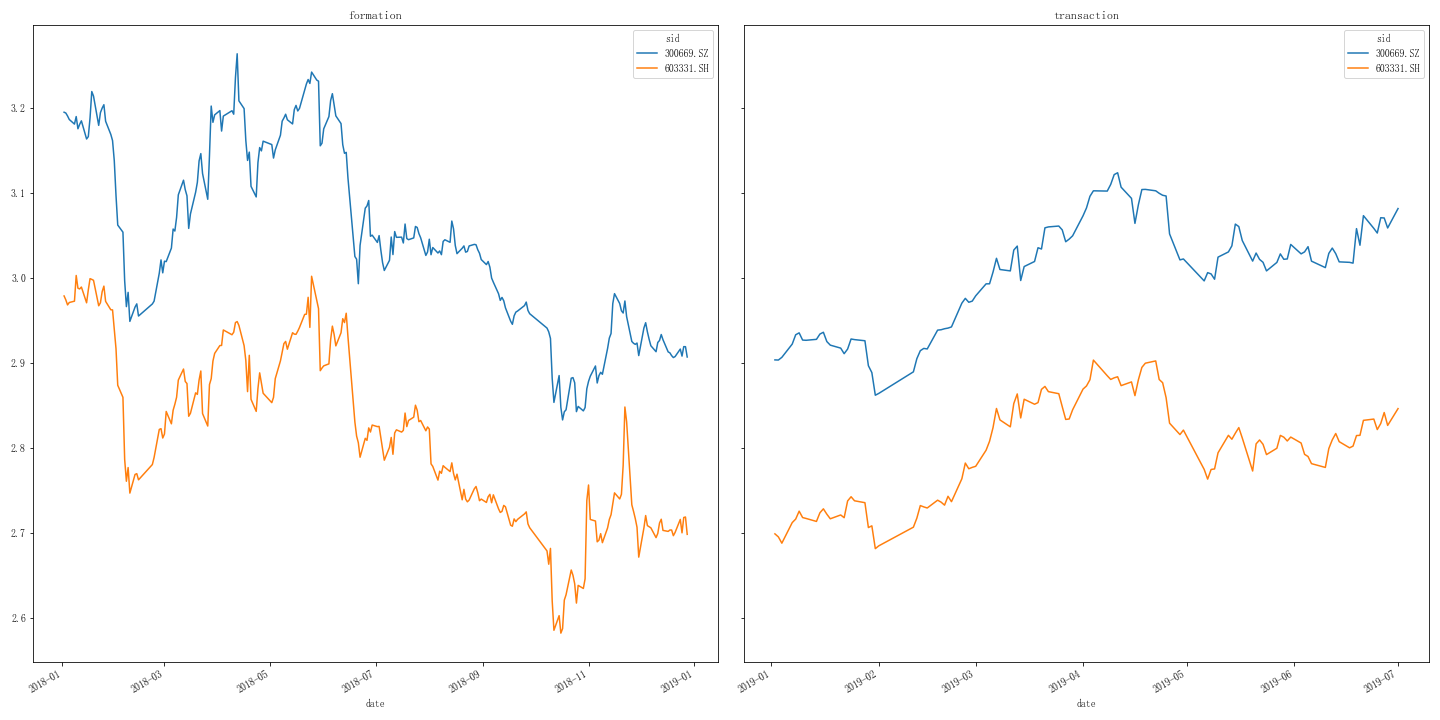 formation
sid
300669.SZ
603331.SH
3.2
3.1
3.0
2.9
2.8
2.7
2.6
2018-01
2018-03
2018-05
2018-07
2018-09
2018-11
2019-01
date
transaction
sid
300669.SZ
603331.SH
2019-01
2019-02
2019-03
2019-04
2019-05
2019-06
2019-07
date